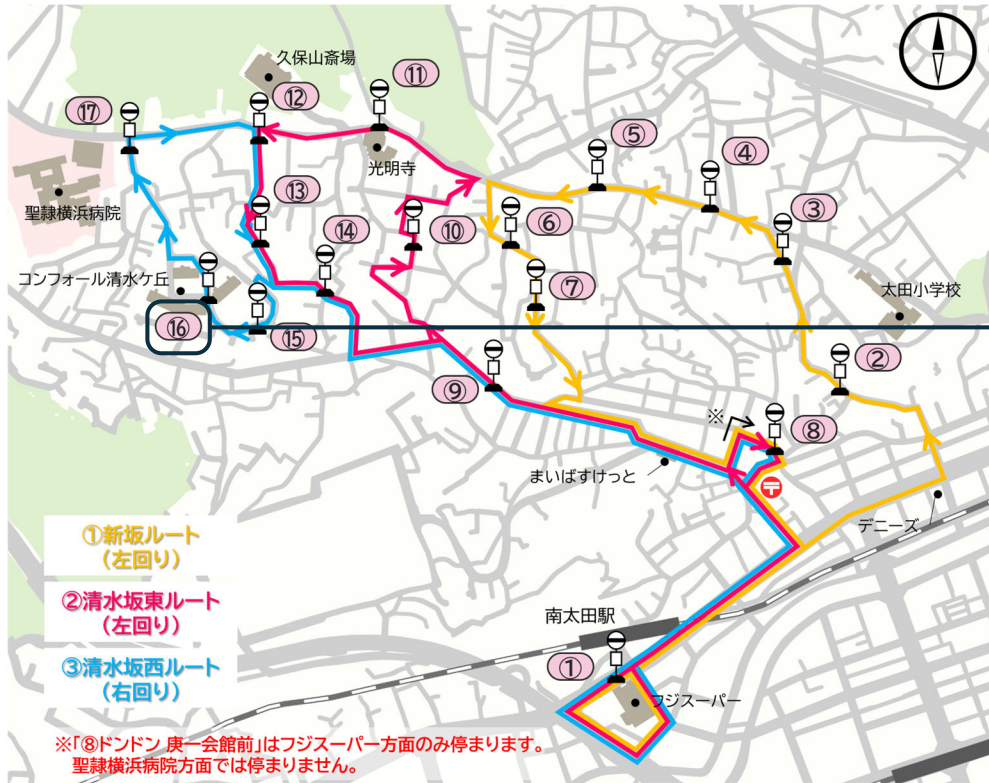 久保山斎場
⑪
⑰
⑫
⑤
④
光明寺
聖隷横浜病院
⑬
③
⑥
⑩
⑭
コンフォール清水ケ丘
⑦
太田小学校
⑯
⑮
②
⑨
※
⑧
まいばすけっと
〒
デニーズ
①新坂ルート
(左回り)
②清水坂東ルート
(左回り)
南太田駅
③清水坂西ルート
(右回り)
①
フジスーパー
※「⑧ドンドン 庚一会館前」はフジスーパー方面のみ停まります。
聖隷横浜病院方面では停まりません。